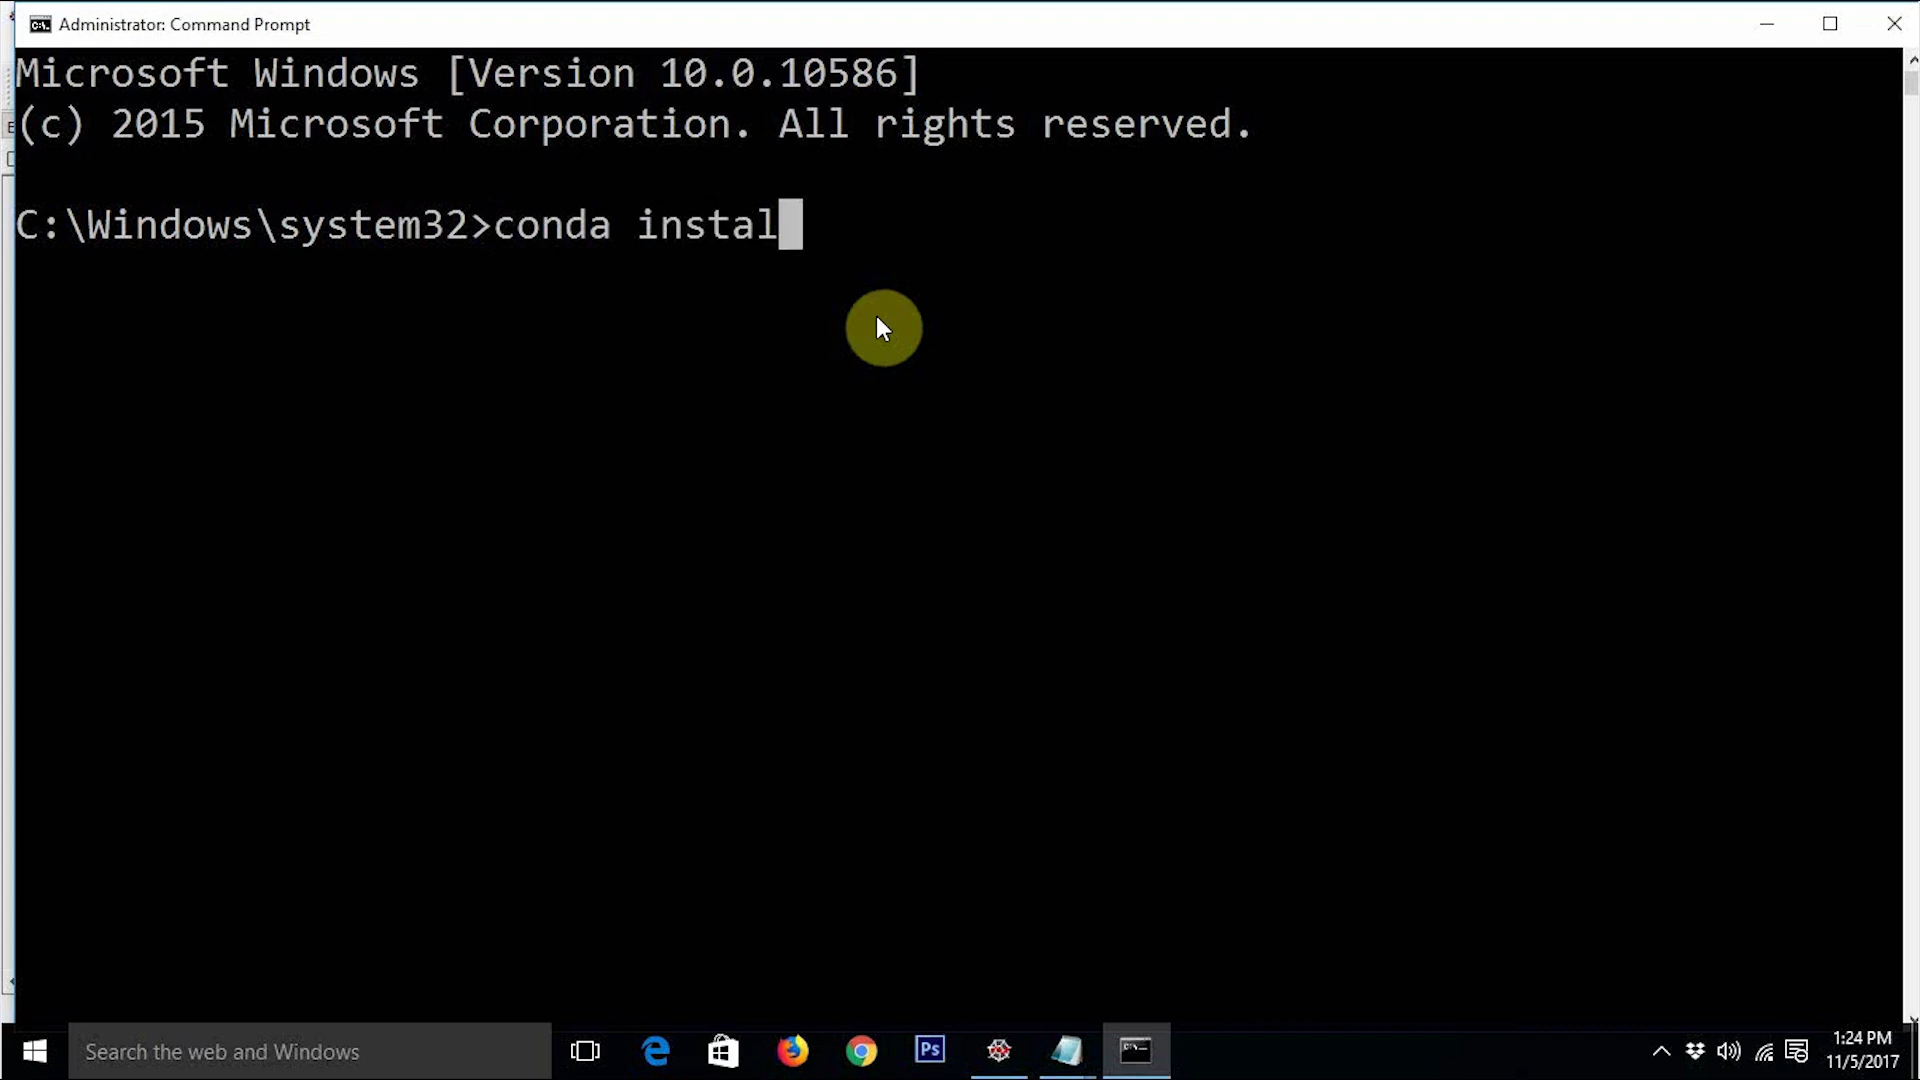 Administrator: Command Prompt
Microsoft Windows [Version 10.0.10586]
(c) 2015 Microsoft Corporation. All rights reserved.
C:\Windows\system32>conda instal
Search the web and Windows
Ps
1:24 PM
11/5/2017